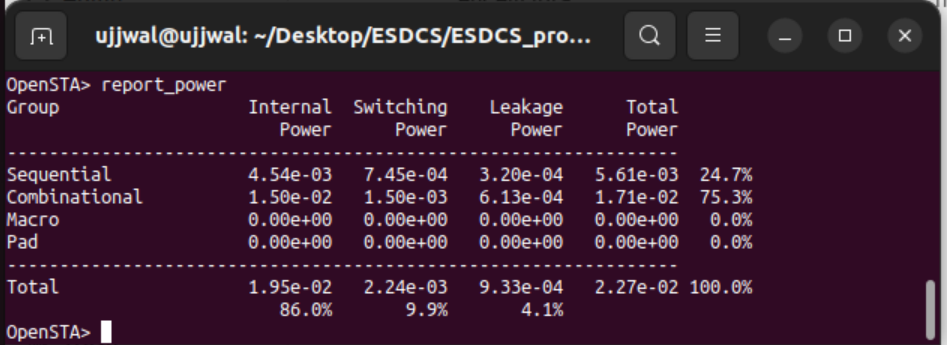 ujjwal@ujjwal: ~/Desktop/ESDCS/ESDCS_pro...
OpenSTA> report_power
Group Internal Switching Leakage Total
Power Power Power Power
----------------------------------------------------------------
Sequential 4.54e-03 7.45e-04 3.20e-04 5.61e-03 24.7%
Combinational 1.50e-02 1.50e-03 6.13e-04 1.71e-02 75.3%
Macro 0.00e+00 0.00e+00 0.00e+00 0.00e+00 0.0%
Pad 0.00e+00 0.00e+00 0.00e+00 0.00e+00 0.0%
----------------------------------------------------------------
Total 1.95e-02 2.24e-03 9.33e-04 2.27e-02 100.0%
86.0% 9.9% 4.1%
OpenSTA>